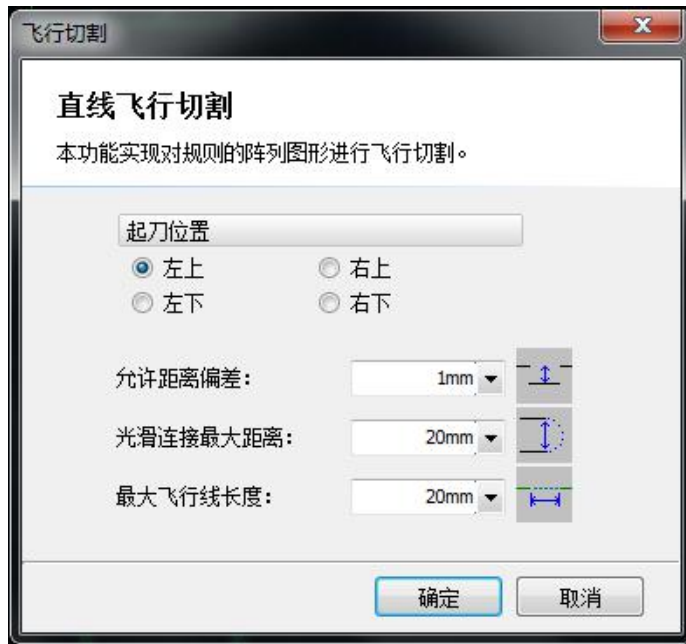 飞行切割
直线飞行切割
本功能实现对规则的阵列图形进行飞行切割。
起刀位置
左上 右上
左下 右下
允许距离偏差： 1mm
光滑连接最大距离： 20mm
最大飞行线长度： 20mm
确定 取消